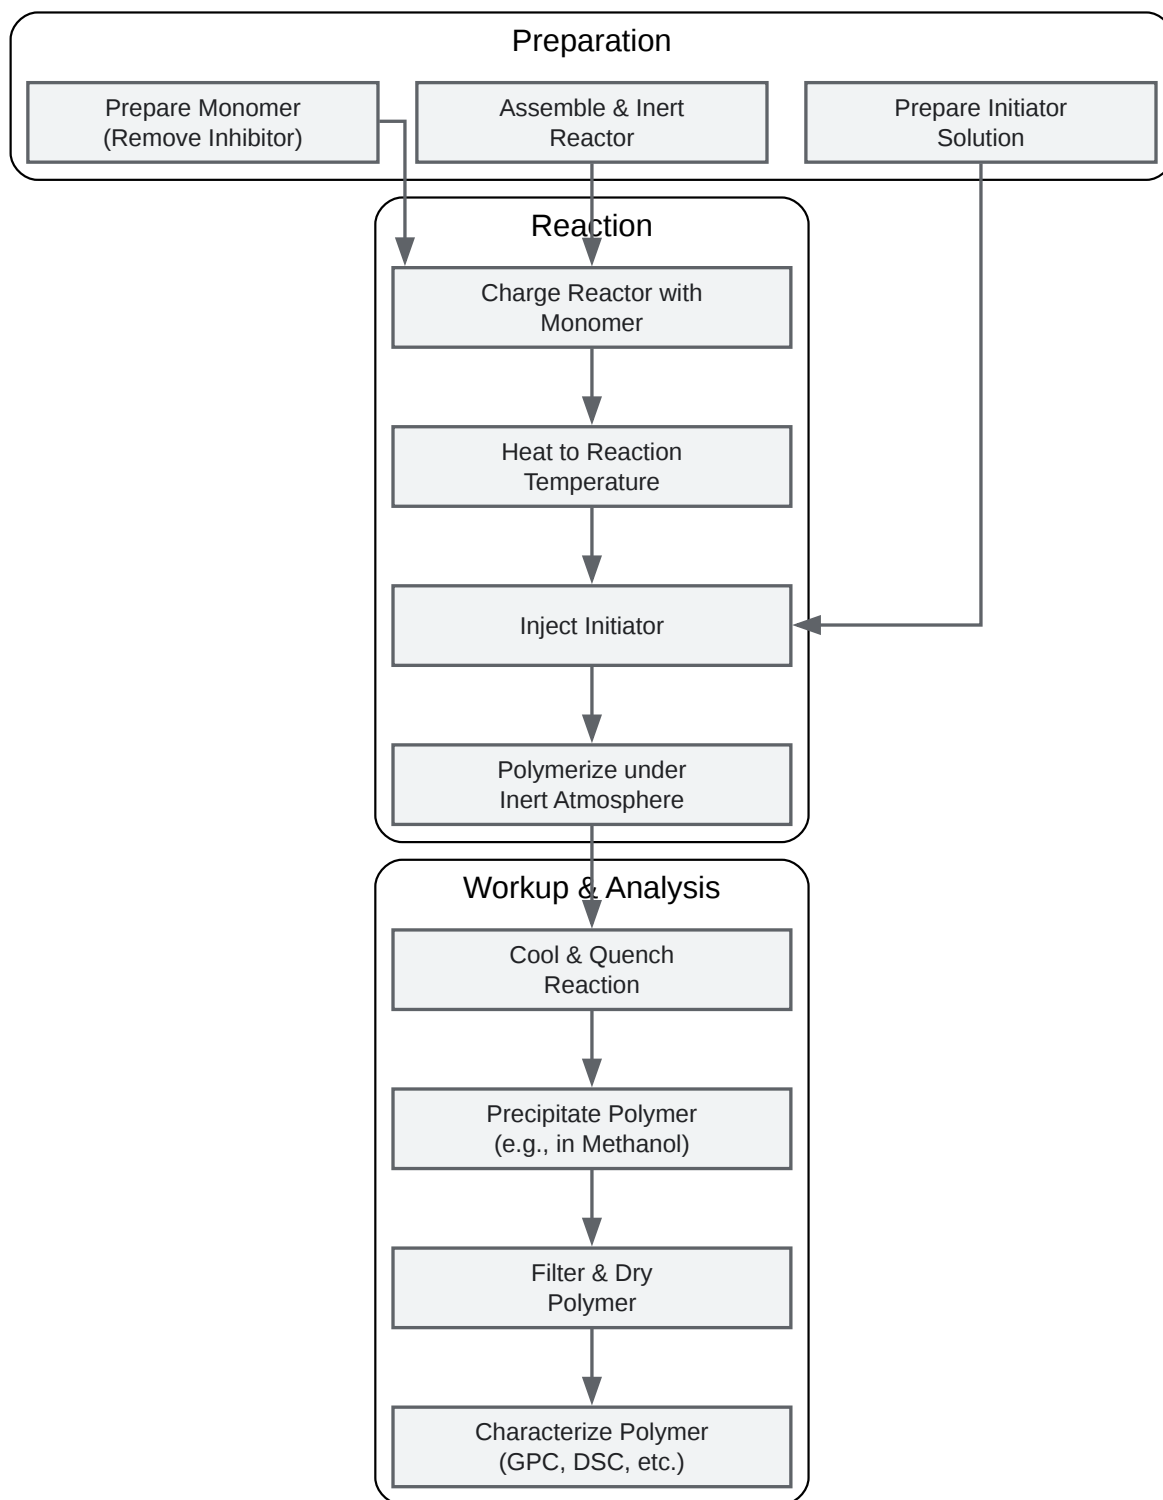 Preparation
Prepare Monomer
(Remove Inhibitor)
Assemble & Inert
Reactor
Prepare Initiator
Solution
Reaction
Charge Reactor with
Monomer
Heat to Reaction
Temperature
Inject Initiator
Polymerize under
Inert Atmosphere
Workup & Analysis
Cool & Quench
Reaction
Precipitate Polymer
(e.g., in Methanol)
Filter & Dry
Polymer
Characterize Polymer
(GPC, DSC, etc.)